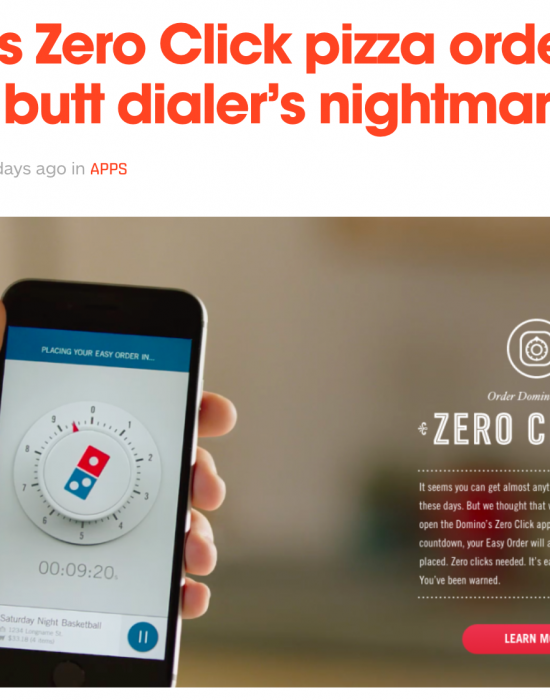 s Zero Click pizza orde
butt dialer's nightmar
days ago in APPS
PLACING YOUR EASY ORDER IN...
0
1
2
3
4
5
6
7
8
9
00:09:20s
Saturday Night Basketball
1234 Longname St.
$33.18 (4 items)
Order Domin
ZERO C
It seems you can get almost anyt
these days. But we thought that
open the Domino's Zero Click app
countdown, your Easy Order will a
placed. Zero clicks needed. It's ea
You've been warned.
LEARN MO